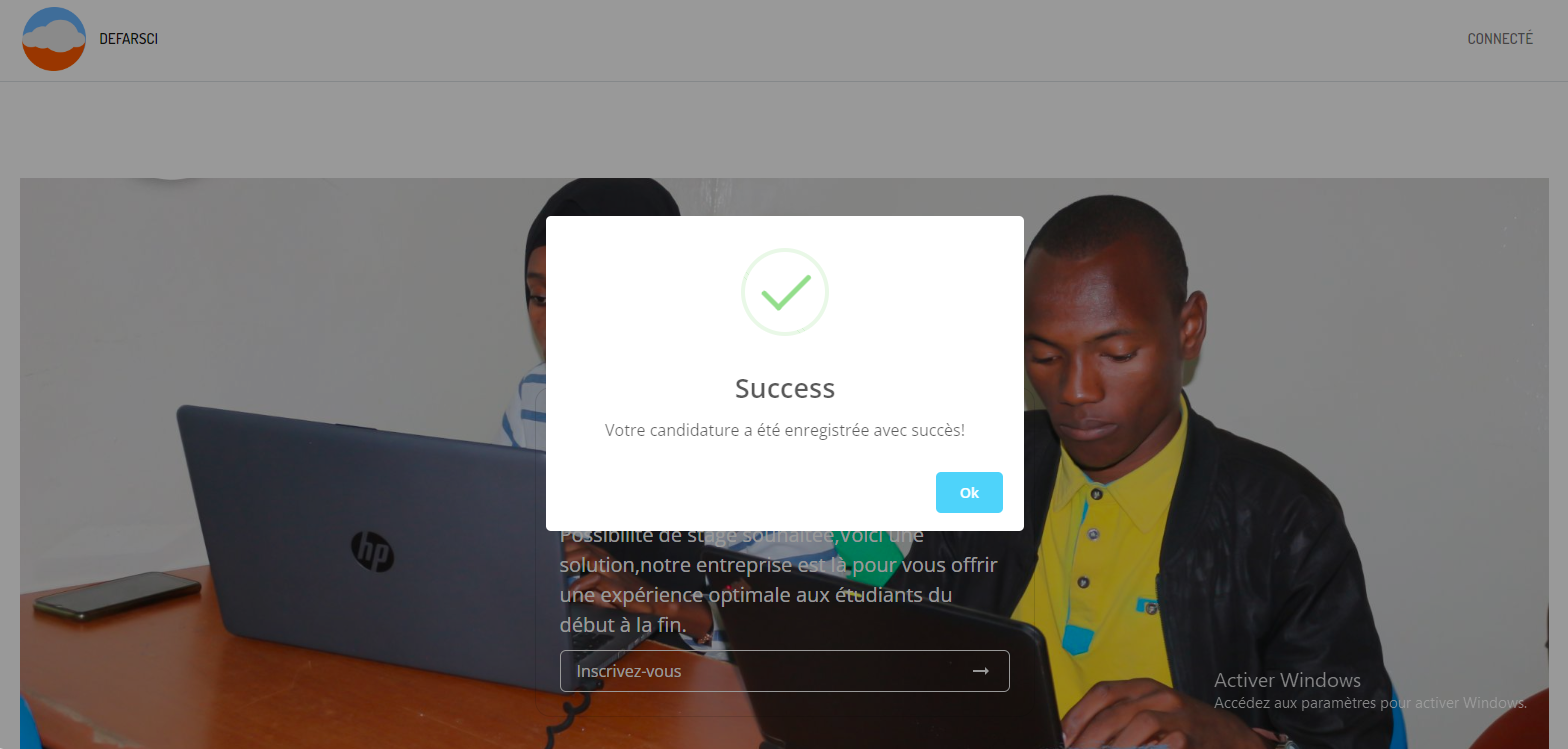 DEFARSCI
CONNECTÉ
Success
Votre candidature a été enregistrée avec succès!
Ok
Possibilité de stage souhaitée,Voici une
solution,notre entreprise est là pour vous offrir
une expérience optimale aux étudiants du
début à la fin.
Inscrivez-vous →
hp
Activer Windows
Accédez aux paramètres pour activer Windows.